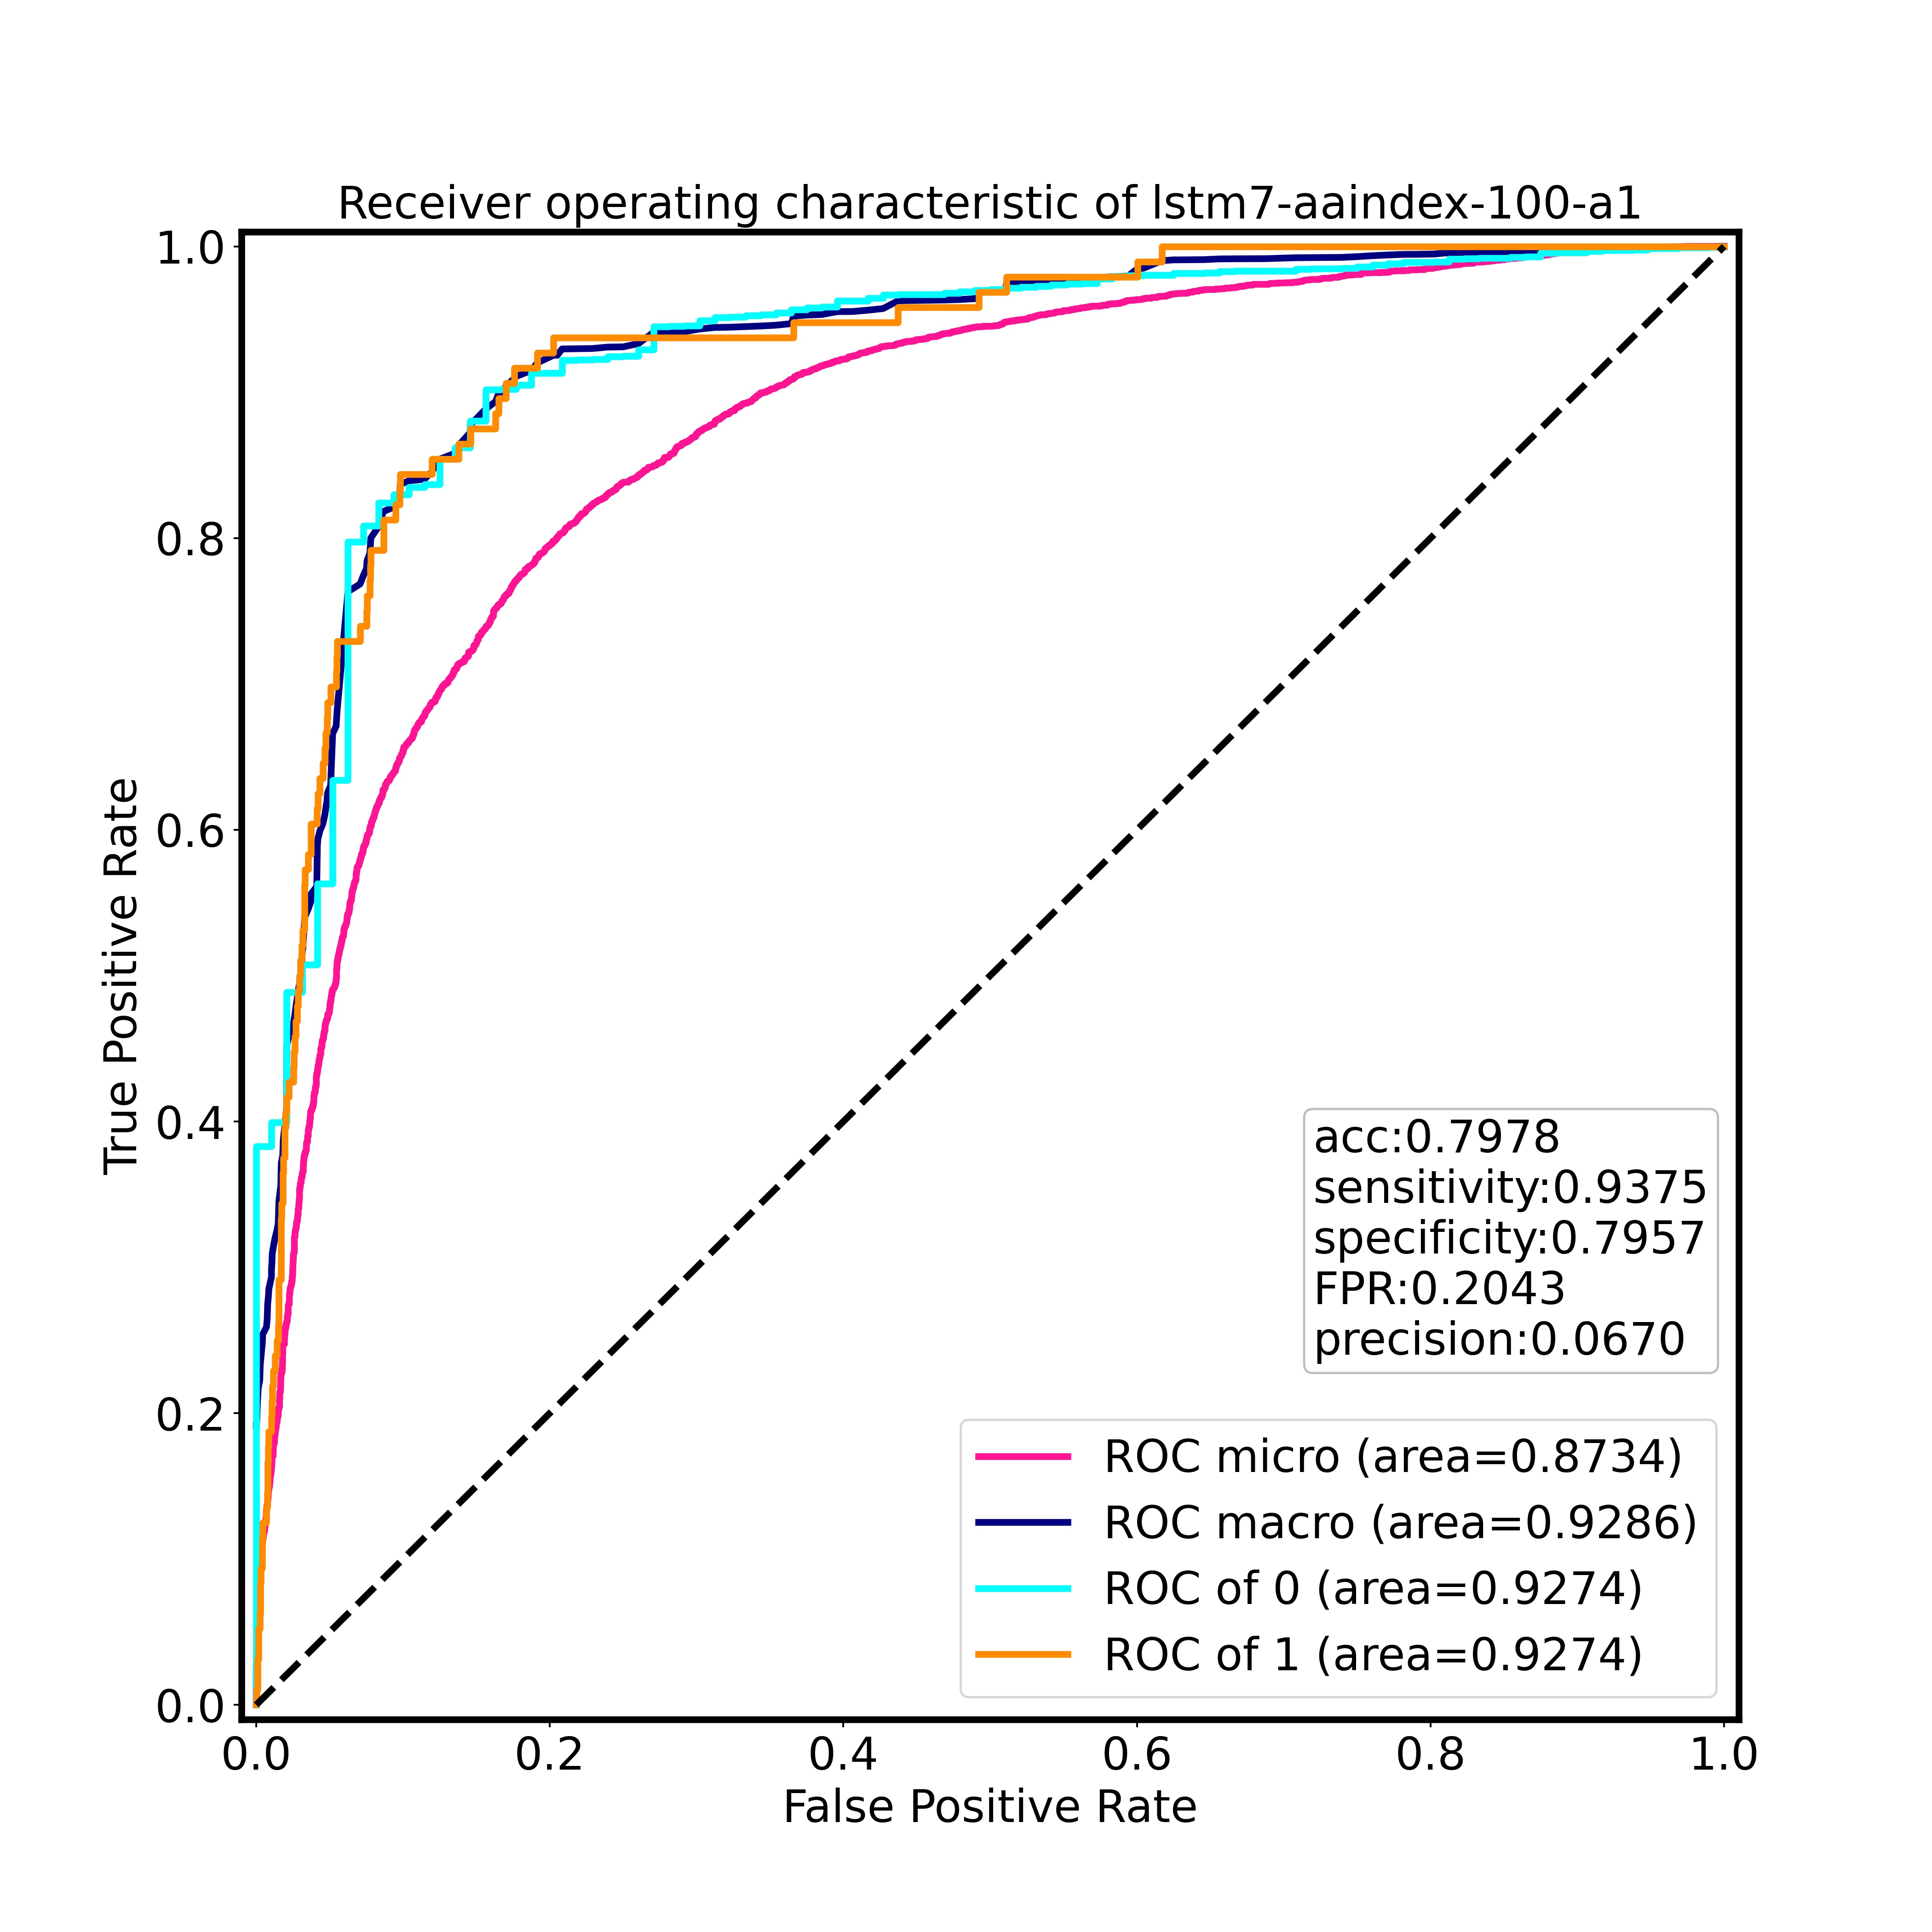 Receiver operating characteristic of lstm7-aaindex-100-a1
1.0
0.8
0.6
0.4
0.2
0.0
True Positive Rate
acc:0.7978
sensitivity:0.9375
specificity:0.7957
FPR:0.2043
precision:0.0670
ROC micro (area=0.8734)
ROC macro (area=0.9286)
ROC of 0 (area=0.9274)
ROC of 1 (area=0.9274)
0.0 0.2 0.4 0.6 0.8 1.0
False Positive Rate